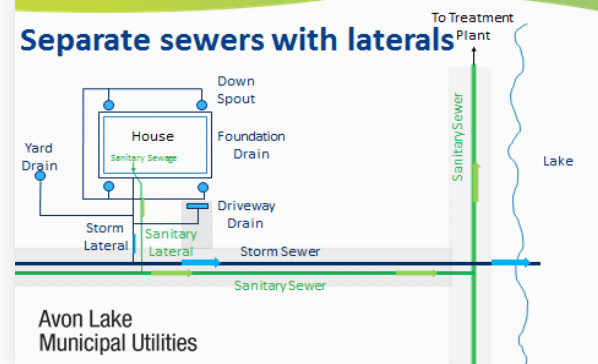 To Treatment
Plant
Separate sewers with laterals
Down
Spout
House
Sanitary Sewage
Foundation
Drain
Yard
Drain
Sanitary Sewer
Lake
Driveway
Drain
Storm
Lateral
Sanitary
Lateral
Storm Sewer
Sanitary Sewer
Avon Lake
Municipal Utilities